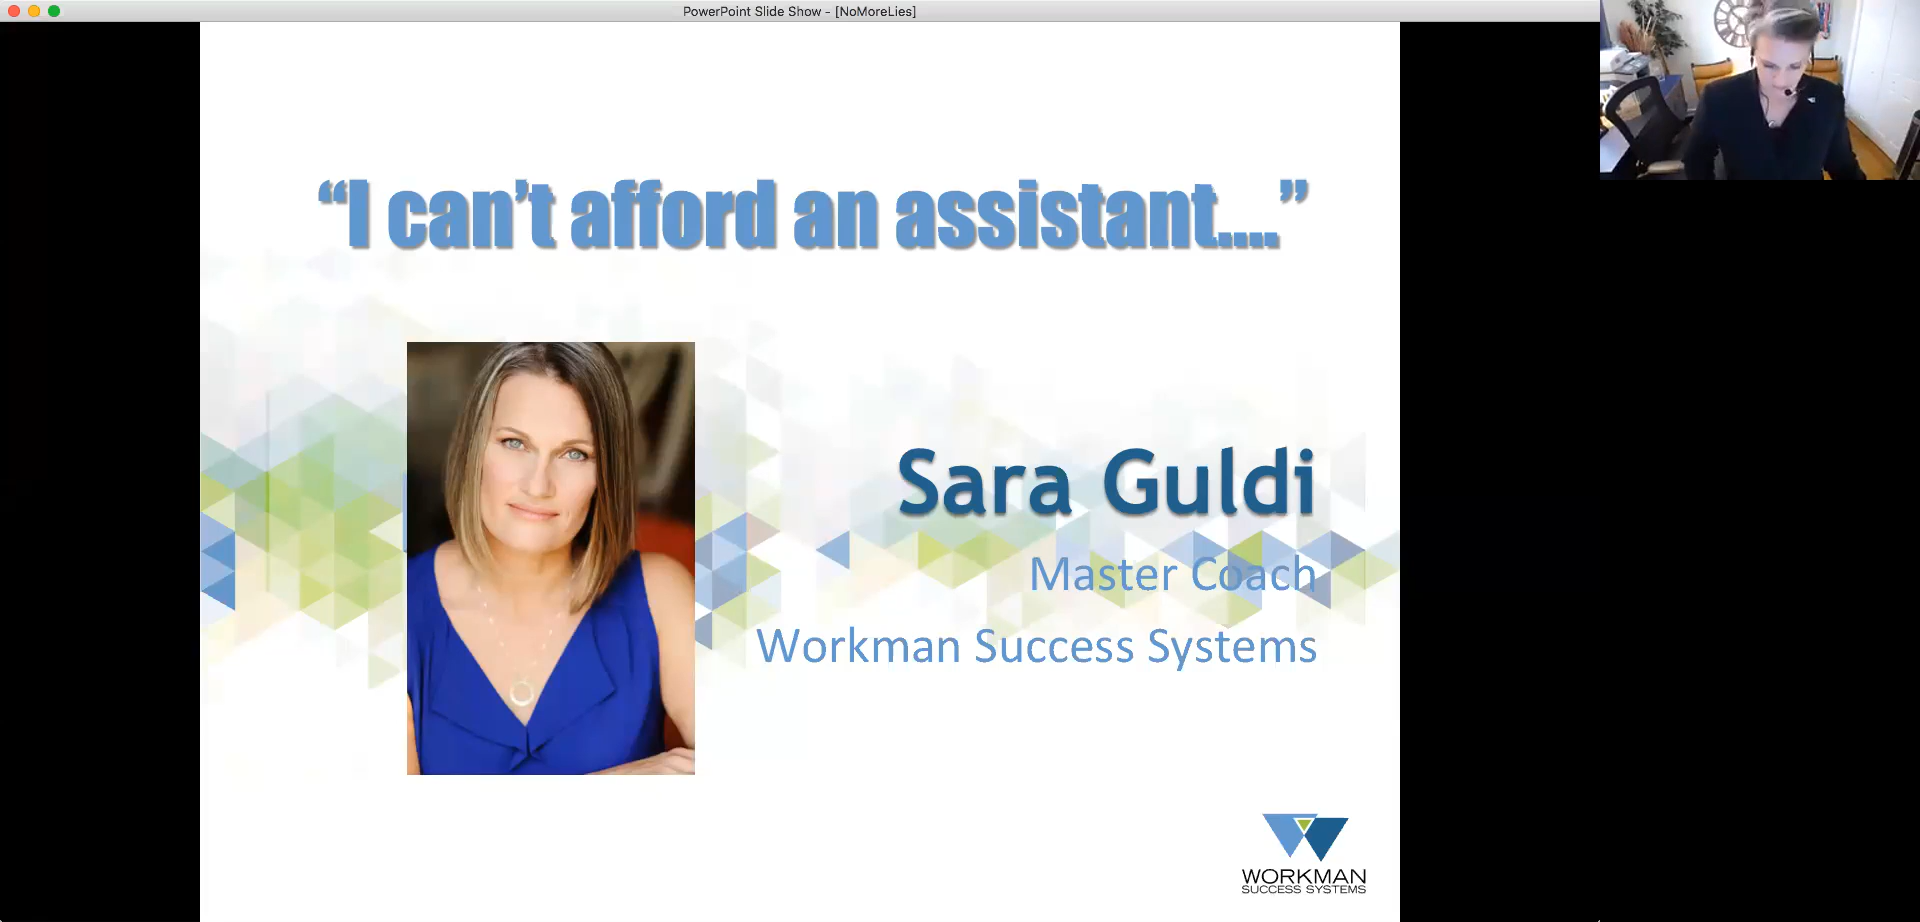 PowerPoint Slide Show - [NoMoreLies]
“I can’t afford an assistant....”
Sara Guldi
Master Coach
Workman Success Systems
WORKMAN
SUCCESS SYSTEMS